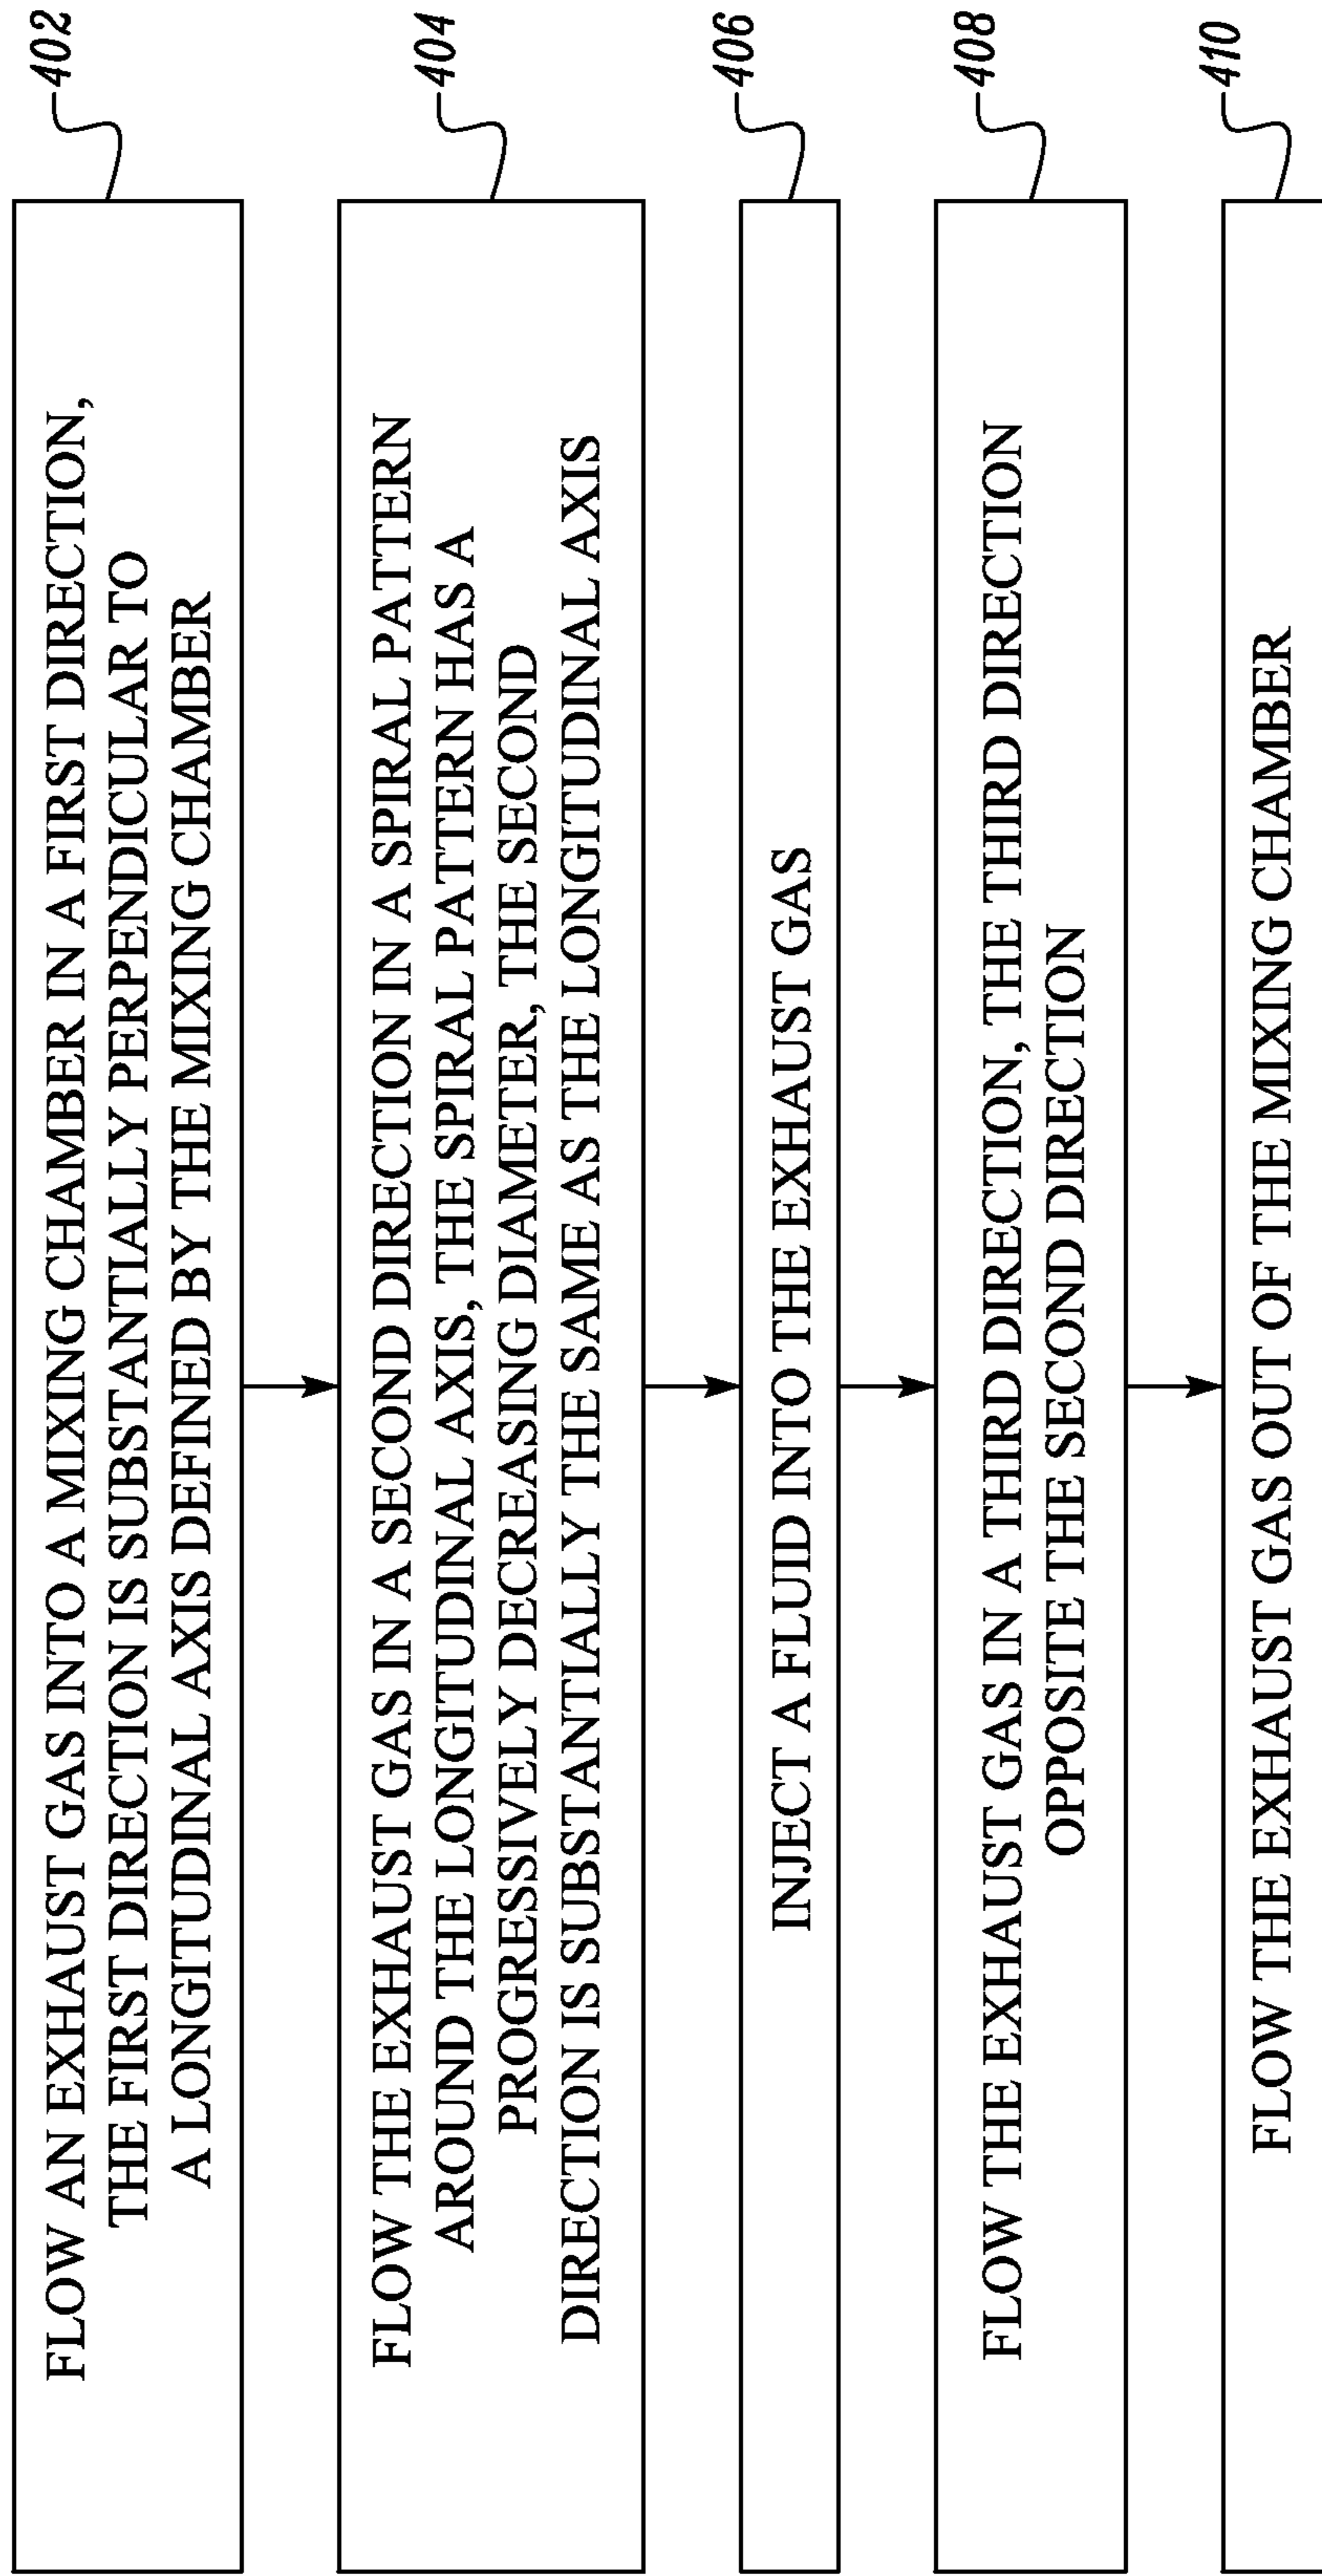 FLOW AN EXHAUST GAS INTO A MIXING CHAMBER IN A FIRST DIRECTION,
THE FIRST DIRECTION IS SUBSTANTIALLY PERPENDICULAR TO
A LONGITUDINAL AXIS DEFINED BY THE MIXING CHAMBER
402
FLOW THE EXHAUST GAS IN A SECOND DIRECTION IN A SPIRAL PATTERN
AROUND THE LONGITUDINAL AXIS, THE SPIRAL PATTERN HAS A
PROGRESSIVELY DECREASING DIAMETER, THE SECOND
DIRECTION IS SUBSTANTIALLY THE SAME AS THE LONGITUDINAL AXIS
404
INJECT A FLUID INTO THE EXHAUST GAS
406
FLOW THE EXHAUST GAS IN A THIRD DIRECTION, THE THIRD DIRECTION
OPPOSITE THE SECOND DIRECTION
408
FLOW THE EXHAUST GAS OUT OF THE MIXING CHAMBER
410